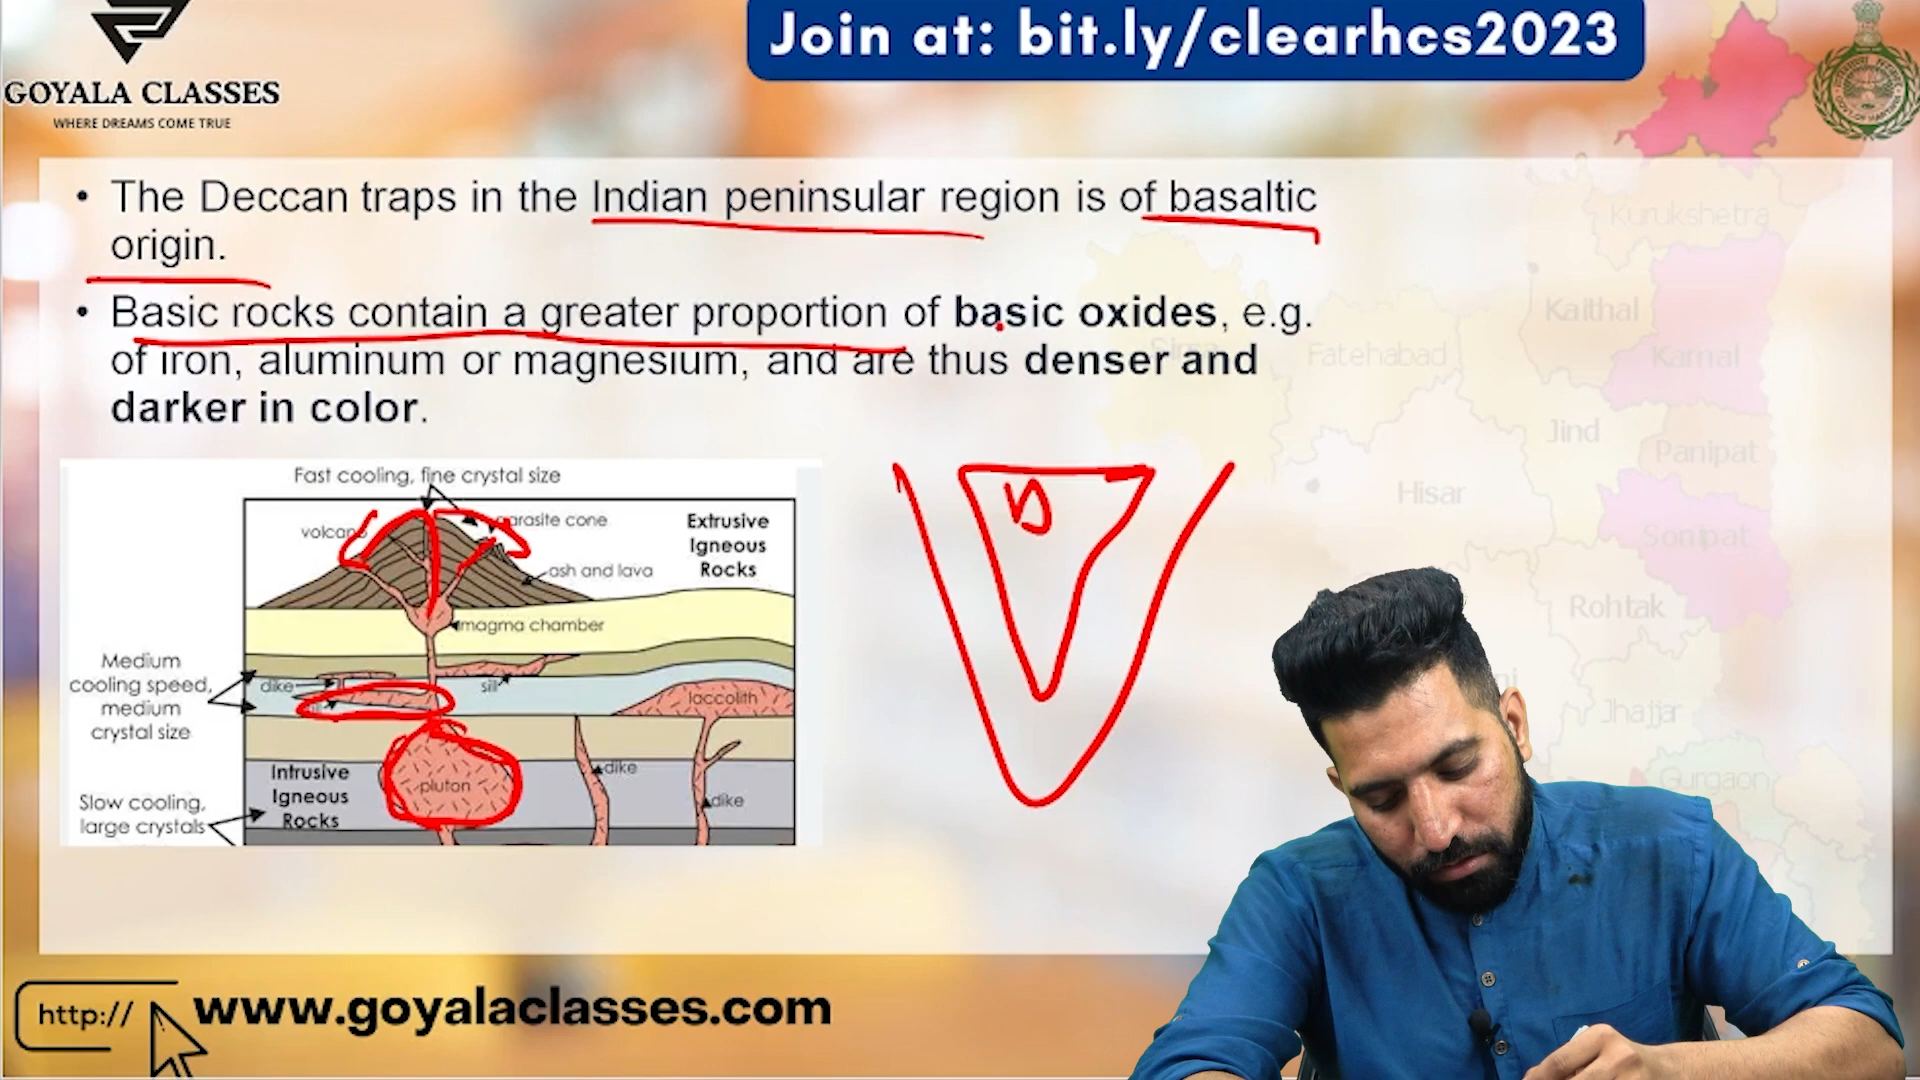 Join at: bit.ly/clearhcs2023
GOYALA CLASSES
WHERE DREAMS COME TRUE
• The Deccan traps in the Indian peninsular region is of basaltic
origin.
• Basic rocks contain a greater proportion of basic oxides, e.g.
of iron, aluminum or magnesium, and are thus denser and
darker in color.
Fast cooling, fine crystal size
volcano
parasite cone
Extrusive
Igneous
Rocks
ash and lava
magma chamber
Medium
cooling speed,
medium
crystal size
dike
sill
laccolith
Intrusive
Igneous
Rocks
pluton
dike
dike
Slow cooling,
large crystals
D
Kurukshetra
Kaithal
Karnal
Sirsa
Fatehabad
Jind
Panipat
Hisar
Sonipat
Rohtak
Jhajjar
Gurgaon
http://
www.goyalaclasses.com